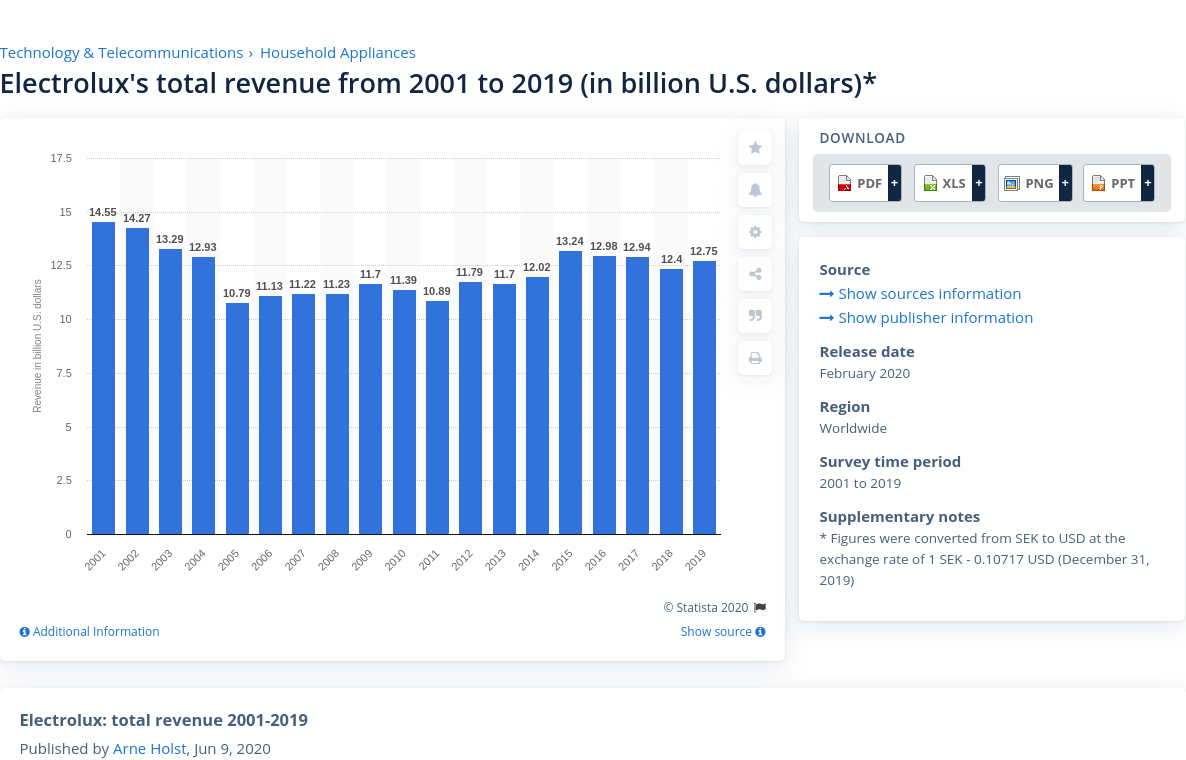 Technology & Telecommunications › Household Appliances
Electrolux's total revenue from 2001 to 2019 (in billion U.S. dollars)*
17.5
15
12.5
10
7.5
5
2.5
0
Revenue in billion U.S. dollars
14.55
14.27
13.29
12.93
10.79
11.13
11.22
11.23
11.7
11.39
10.89
11.79
11.7
12.02
13.24
12.98
12.94
12.4
12.75
2001
2002
2003
2004
2005
2006
2007
2008
2009
2010
2011
2012
2013
2014
2015
2016
2017
2018
2019
© Statista 2020
Additional Information
Show source
DOWNLOAD
PDF +
XLS +
PNG +
PPT +
Source
Show sources information
Show publisher information
Release date
February 2020
Region
Worldwide
Survey time period
2001 to 2019
Supplementary notes
* Figures were converted from SEK to USD at the
exchange rate of 1 SEK - 0.10717 USD (December 31,
2019)
Electrolux: total revenue 2001-2019
Published by Arne Holst, Jun 9, 2020